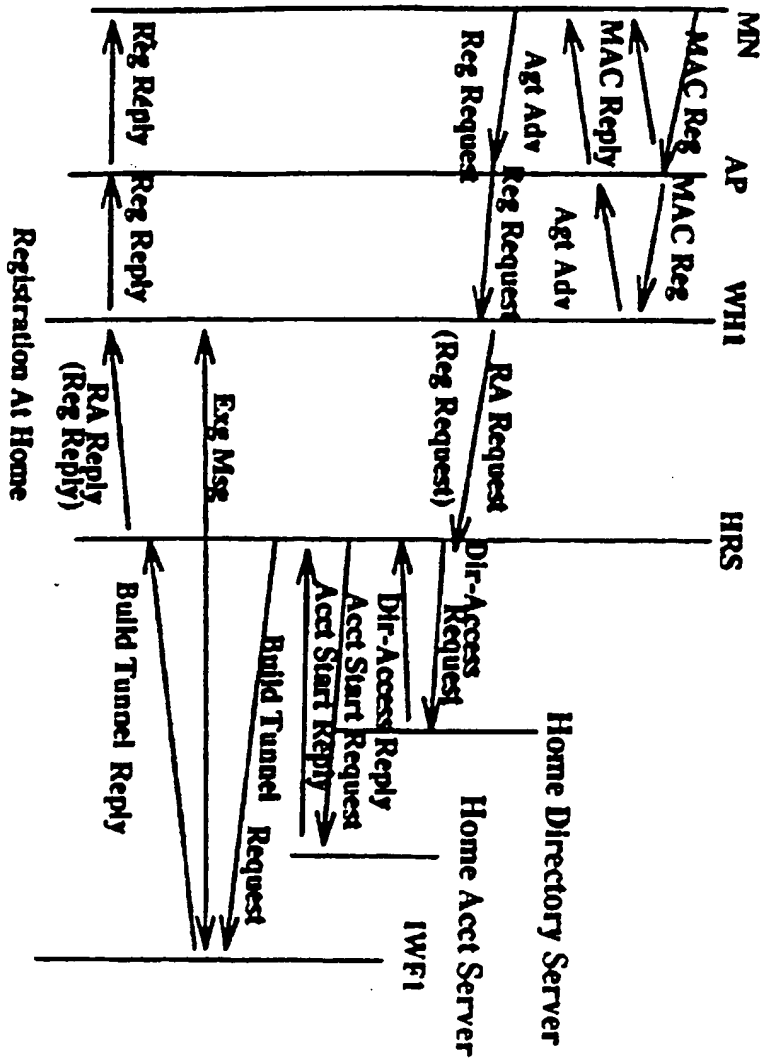 MN
AP
WH1
HRS
Home Directory Server
Home Acct Server
IWF1
MAC Reg
MAC Reg
MAC Reply
Agt Adv
Agt Adv
Reg Request
Reg Request
RA Request
(Reg Request)
Dir-Access
Request
Dir-Access Reply
Acct Start Request
Acct Start Reply
Build Tunnel Request
Exg Msg
Build Tunnel Reply
RA Reply
(Reg Reply)
Reg Reply
Reg Reply
Registration At Home